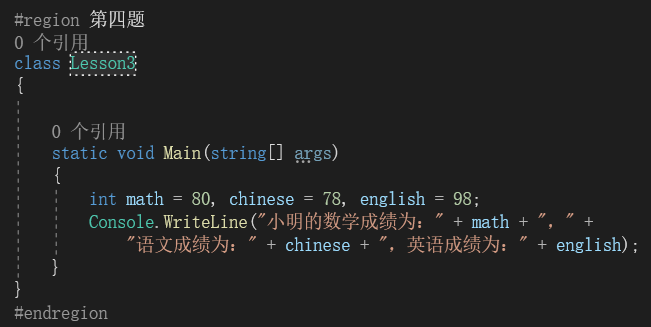 #region 第四题
0 个引用
class Lesson3
{
0 个引用
static void Main(string[] args)
{
int math = 80, chinese = 78, english = 98;
Console.WriteLine("小明的数学成绩为：" + math + "，" +
"语文成绩为：" + chinese + "，英语成绩为：" + english);
}
}
#endregion